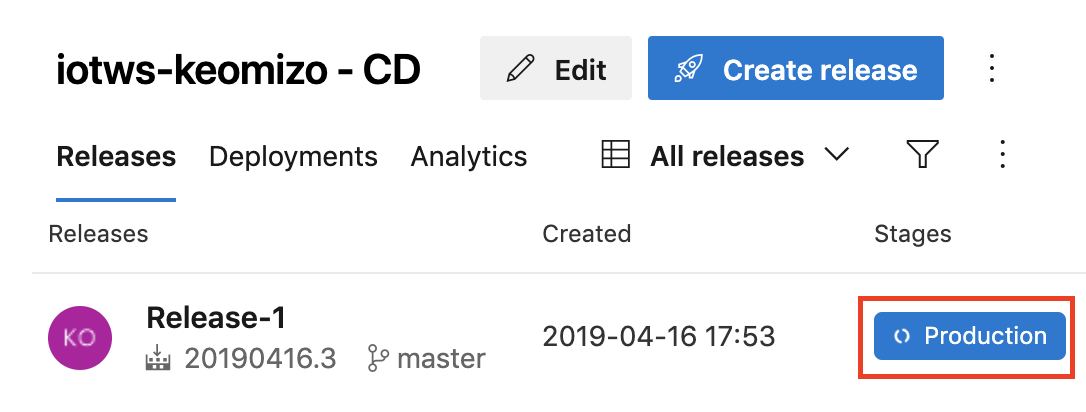 iotws-keomizo - CD Edit Create release
Releases Deployments Analytics All releases
Releases Created Stages
KO Release-1 2019-04-16 17:53 Production
20190416.3 master